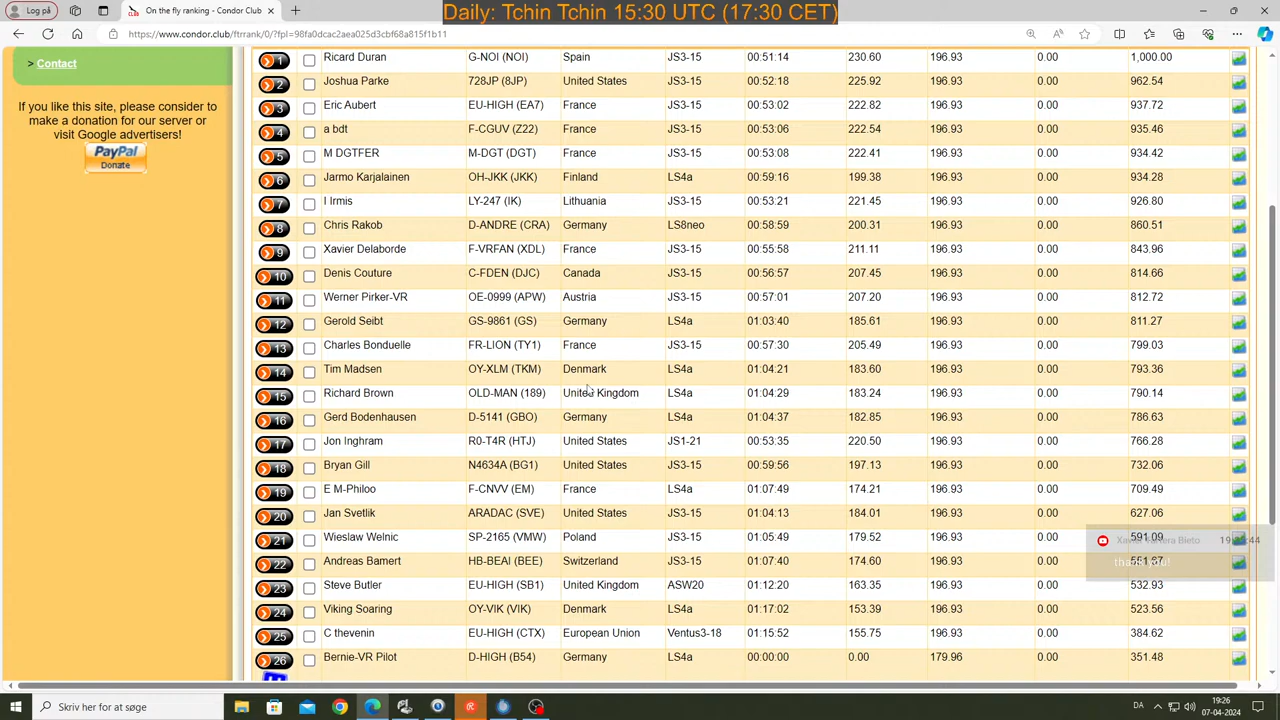 Log på
On the fly ranking - Condor Club
Daily: Tchin Tchin 15:30 UTC (17:30 CET)
https://www.condor.club/ftrrank/0/?fpl=98fa0dcac2aea025d3cbf68a815f1b11
> Contact
If you like this site, please consider to
make a donation for our server or
visit Google advertisers!
PayPal
Donate
1 Ricard Duran G-NOI (NOI) Spain JS3-15 00:51:14 230.60 196.93 0.00 1,000.00
2 Joshua Parke 728JP (8JP) United States JS3-15 00:52:18 225.92 196.93 0.00 962.54
3 Eric Aubert EU-HIGH (EA7) France JS3-15 00:53:02 222.82 196.93 0.00 937.72
4 a bdt F-CGUV (Z22) France JS3-15 00:53:06 222.54 196.93 0.00 935.46
5 M DGTFER M-DGT (DGT) France JS3-15 00:53:08 222.41 196.93 0.00 934.42
6 Jarmo Karjalainen OH-JKK (JKK) Finland LS4a 00:59:16 199.38 196.93 0.00 934.28
7 I Irmis LY-247 (IK) Lithuania JS3-15 00:53:21 221.45 196.93 0.00 926.80
8 Chris Rakob D-ANDRE (CRA) Germany LS8neo 00:58:59 200.31 196.93 0.00 860.51
9 Xavier Delaborde F-VRFAN (XDL) France JS3-15 00:55:58 211.11 196.93 0.00 843.96
10 Denis Couture C-FDEN (DJC) Canada JS3-15 00:56:57 207.45 196.93 0.00 814.66
11 Werner Pirker-VR OE-0999 (APW) Austria JS3-15 00:57:01 207.20 196.93 0.00 812.72
12 Gerold Seibt GS-9861 (GS) Germany LS4a 01:03:40 185.61 196.93 0.00 811.27
13 Charles Bonduelle FR-LION (TY1) France JS3-15 00:57:30 205.49 196.93 0.00 799.03
14 Tim Madsen OY-XLM (TKM) Denmark LS4a 01:04:21 183.60 196.93 0.00 793.36
15 Richard Brown OLD-MAN (189) United Kingdom LS4a 01:04:29 183.24 196.93 0.00 790.14
16 Gerd Bodenhausen D-5141 (GBO) Germany LS4a 01:04:37 182.85 196.93 0.00 786.63
17 Jon Inghram R0-T4R (HTJ) United States JS1-21 00:53:35 220.50 196.93 0.00 766.28
18 Bryan Gill N4634A (BG1) United States JS3-15 00:59:56 197.13 196.93 0.00 732.06
19 E M-Philoo F-CNVV (EM) France LS4a 01:07:49 174.21 196.93 0.00 709.49
20 Jan Svetlik ARADAC (SVE) United States JS3-15 01:04:13 184.01 196.93 0.00 627.06
21 Wieslaw Welnic SP-2165 (VMW) Poland JS3-15 01:05:49 179.52 196.93 0.00 591.09
22 Andreas Bamert HB-BEAI (BEE) Switzerland JS3-15 01:07:40 174.60 196.93 0.00
thank you!
23 Steve Butler EU-HIGH (SB1) United Kingdom ASW20 01:12:20 163.35 196.93 0.00 532.93
24 Viking Soaring OY-VIK (VIK) Denmark LS4a 01:17:02 153.39 196.93 0.00 523.56
25 C thevenin EU-HIGH (CTX) European Union Ventus3-18 01:15:52 155.75 196.93 0.00 384.62
26 Bernie-VR Pilot D-HIGH (B54) Germany LS4a 00:00:00 0.00 179.96 0.00 351.48
Skriv her for at søge
DA
19:26
07-04-2024